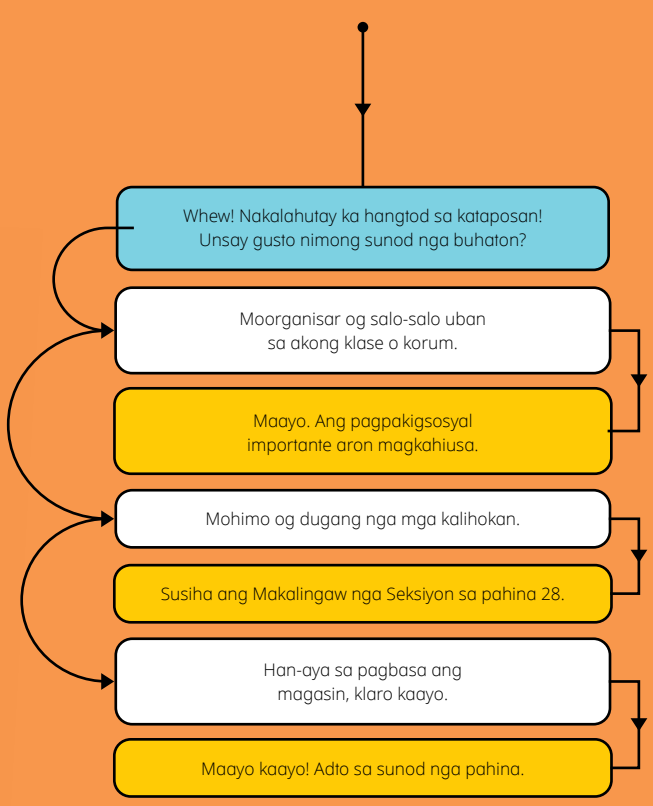 Whew! Nakalahutay ka hangtod sa kataposan!
Unsay gusto nimong sunod nga buhaton?
Moorganisar og salo-salo uban
sa akong klase o korum.
Maayo. Ang pagpakigsosyal
importante aron magkahiusa.
Mohimo og dugang nga mga kalihokan.
Susiha ang Makalingaw nga Seksiyon sa pahina 28.
Han-aya sa pagbasa ang
magasin, klaro kaayo.
Maayo kaayo! Adto sa sunod nga pahina.